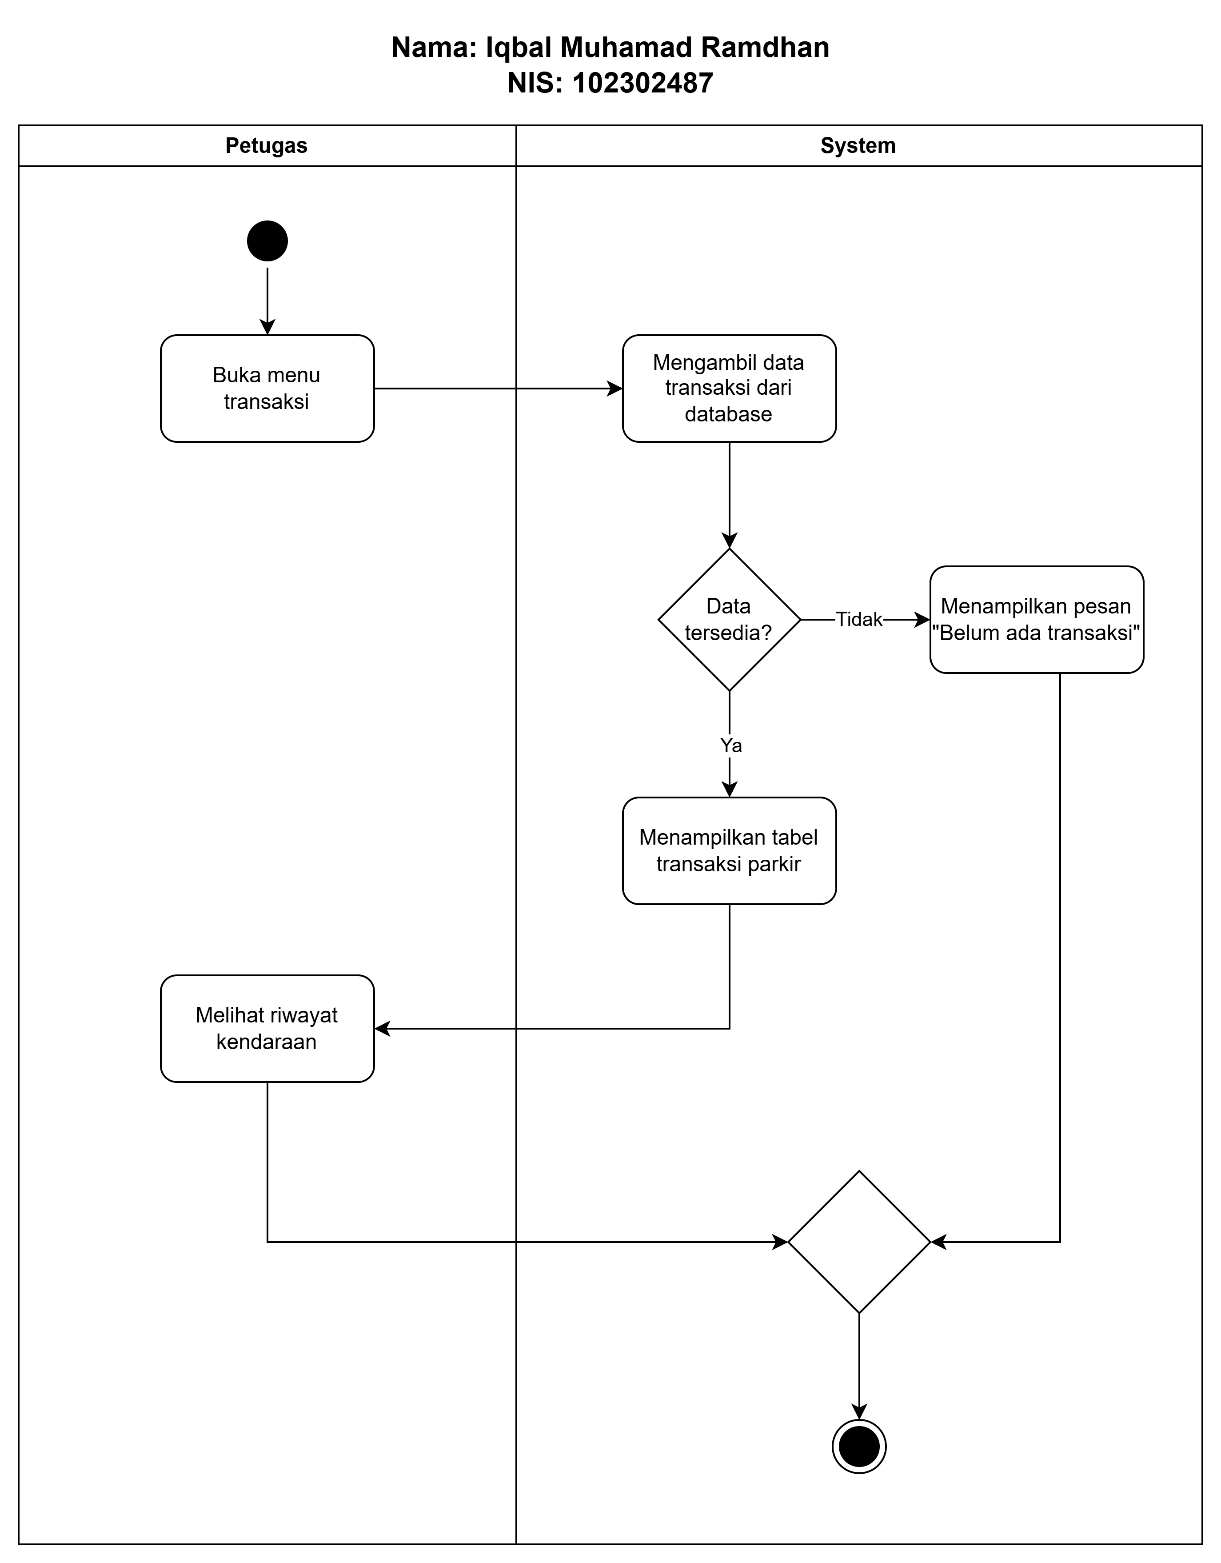 Nama: Iqbal Muhamad Ramdhan
NIS: 102302487
Petugas
System
Buka menu
transaksi
Mengambil data
transaksi dari
database
Data
tersedia?
Tidak
Menampilkan pesan
"Belum ada transaksi"
Ya
Menampilkan tabel
transaksi parkir
Melihat riwayat
kendaraan